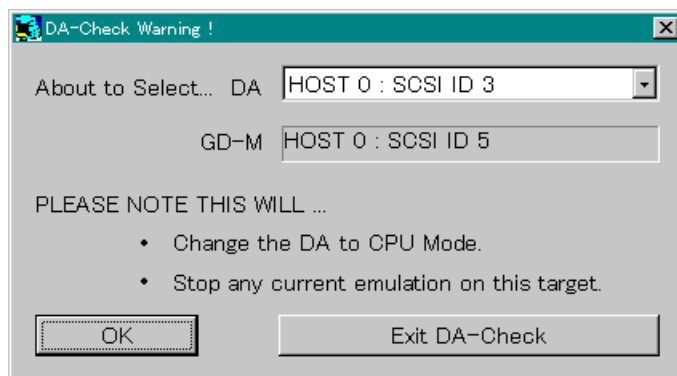 DA-Check Warning !
About to Select... DA HOST 0 : SCSI ID 3
GD-M HOST 0 : SCSI ID 5
PLEASE NOTE THIS WILL ...
• Change the DA to CPU Mode.
• Stop any current emulation on this target.
OK Exit DA-Check